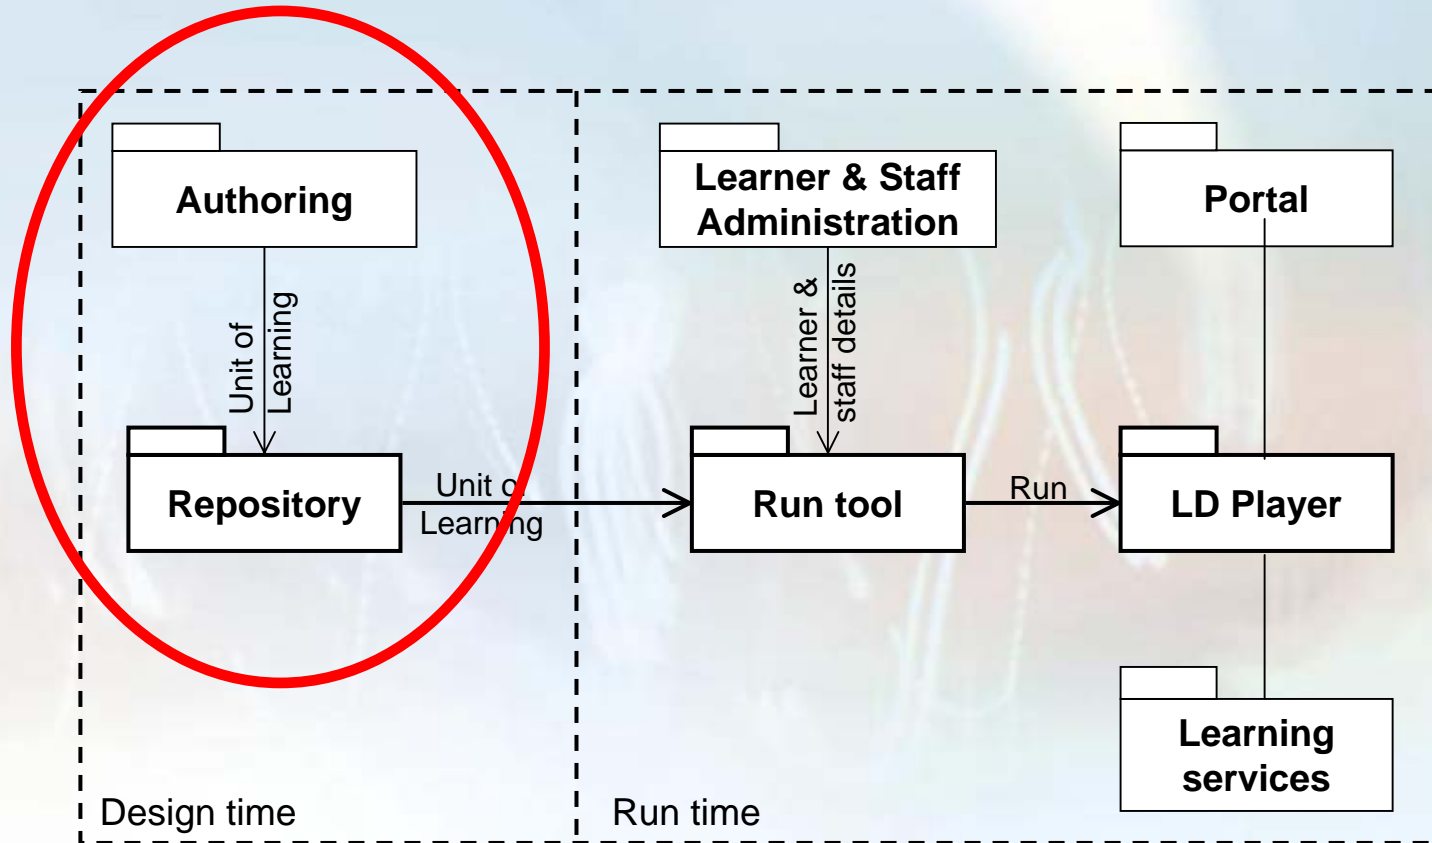 Authoring
Unit of
Learning
Repository
Unit of
Learning
Design time
Learner & Staff
Administration
Learner &
staff details
Run tool
Run
Portal
LD Player
Learning
services
Run time